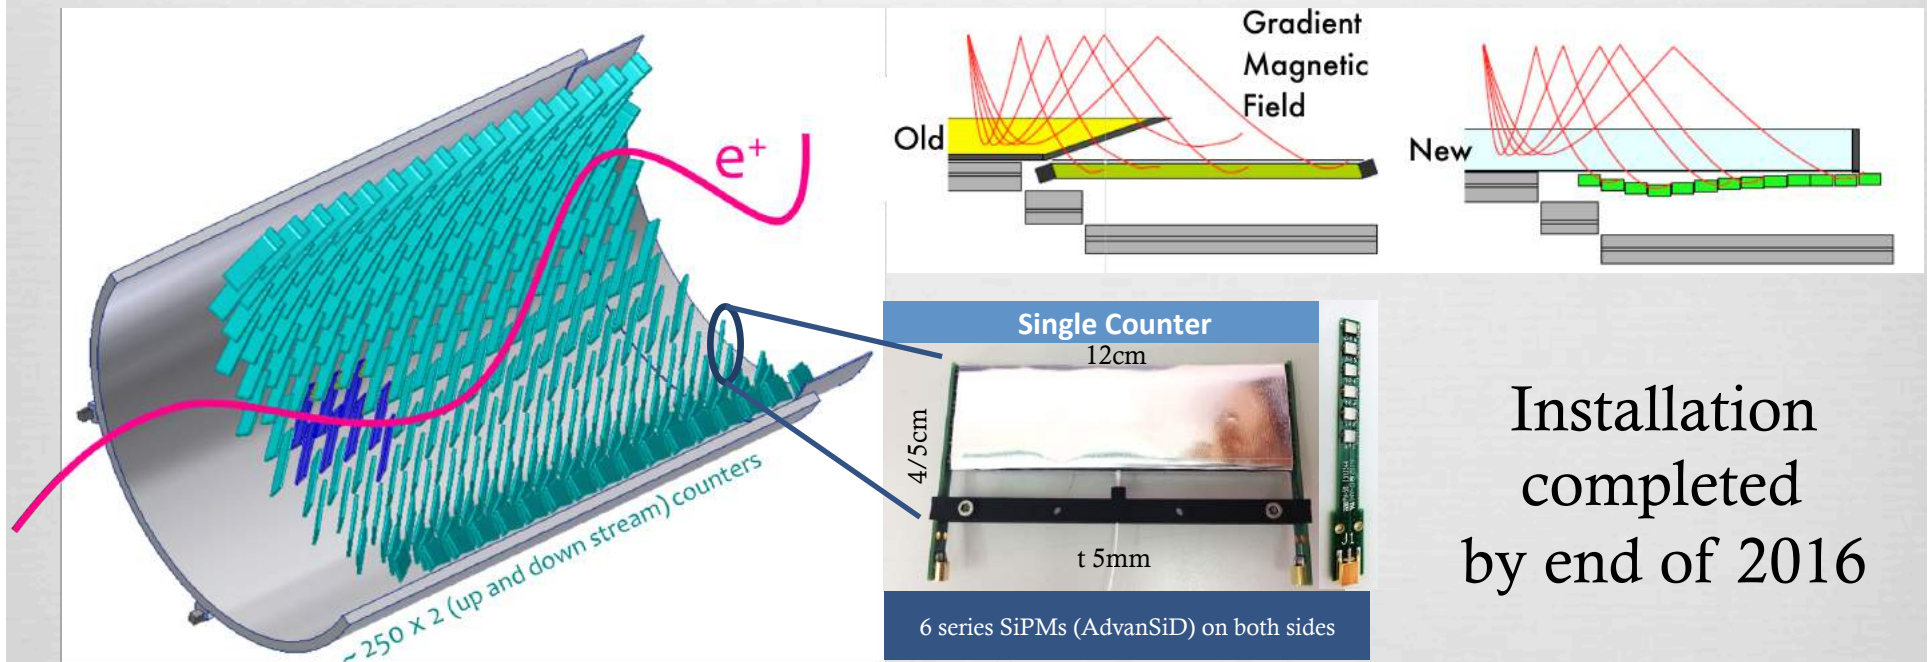 e+
~ 250 x 2 (up and down stream) counters
Old
Gradient
Magnetic
Field
New
Single Counter
12cm
4/5cm
t 5mm
J1
6 series SiPMs (AdvanSiD) on both sides
Installation
completed
by end of 2016